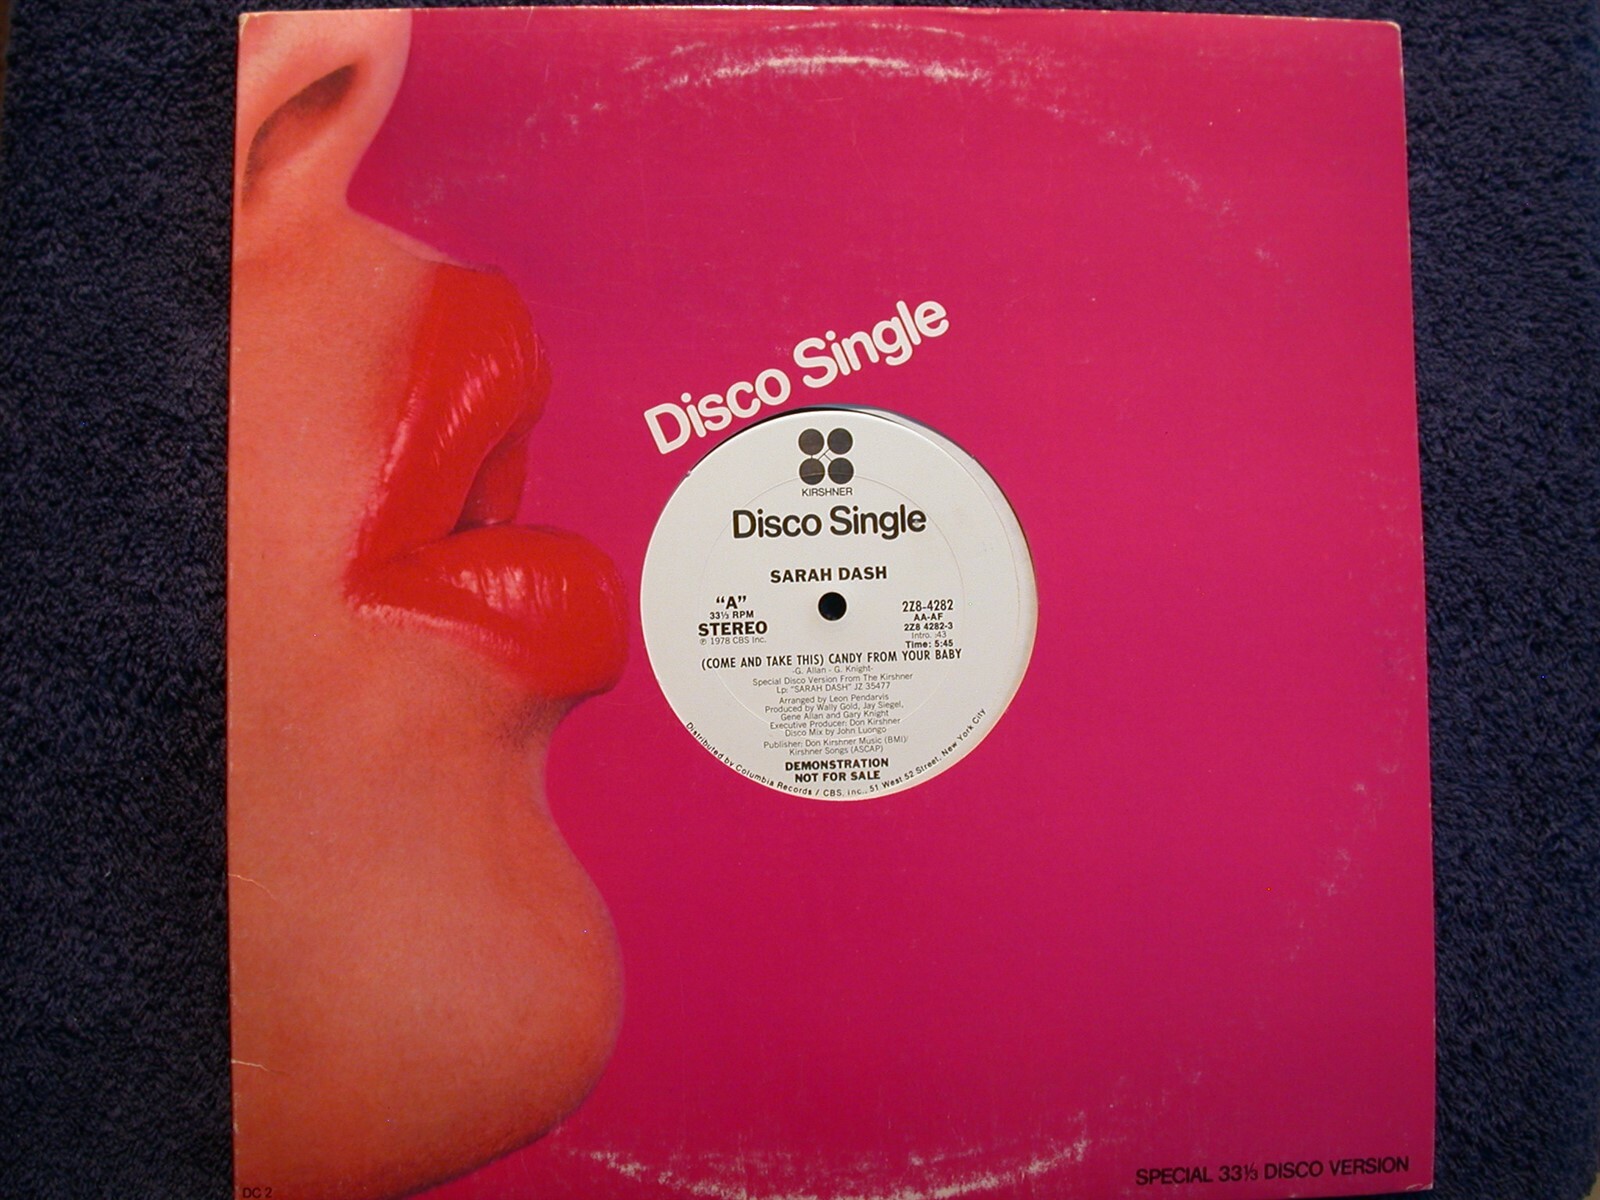 Disco Single
KIRSHNER
Disco Single
SARAH DASH
"A"
33⅓ RPM
STEREO
℗ 1978 CBS Inc.
2Z8-4282
AA-AF
2Z8 4282-3
Intro. :43
Time: 5:45
(COME AND TAKE THIS) CANDY FROM YOUR BABY
-G. Allan - G. Knight-
Special Disco Version From The Kirshner
Lp: "SARAH DASH" JZ 35477
Arranged by Leon Pendarvis
Produced by Wally Gold, Jay Siegel,
Gene Allan and Gary Knight
Executive Producer: Don Kirshner
Disco Mix by John Luongo
Publisher: Don Kirshner Music (BMI)/
Kirshner Songs (ASCAP)
DEMONSTRATION
NOT FOR SALE
Distributed by Columbia Records / CBS, Inc., 51 West 52 Street, New York City
SPECIAL 33⅓ DISCO VERSION
DC 2